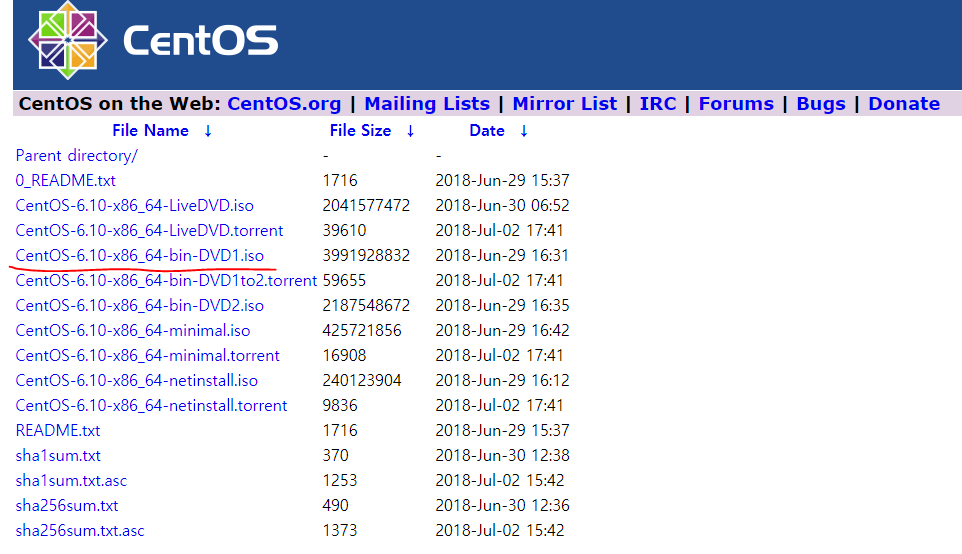 CentOS
CentOS on the Web: CentOS.org | Mailing Lists | Mirror List | IRC | Forums | Bugs | Donate
File Name ↓ File Size ↓ Date ↓
Parent directory/ - -
0_README.txt 1716 2018-Jun-29 15:37
CentOS-6.10-x86_64-LiveDVD.iso 2041577472 2018-Jun-30 06:52
CentOS-6.10-x86_64-LiveDVD.torrent 39610 2018-Jul-02 17:41
CentOS-6.10-x86_64-bin-DVD1.iso 3991928832 2018-Jun-29 16:31
CentOS-6.10-x86_64-bin-DVD1to2.torrent 59655 2018-Jul-02 17:41
CentOS-6.10-x86_64-bin-DVD2.iso 2187548672 2018-Jun-29 16:35
CentOS-6.10-x86_64-minimal.iso 425721856 2018-Jun-29 16:42
CentOS-6.10-x86_64-minimal.torrent 16908 2018-Jul-02 17:41
CentOS-6.10-x86_64-netinstall.iso 240123904 2018-Jun-29 16:12
CentOS-6.10-x86_64-netinstall.torrent 9836 2018-Jul-02 17:41
README.txt 1716 2018-Jun-29 15:37
sha1sum.txt 370 2018-Jun-30 12:38
sha1sum.txt.asc 1253 2018-Jul-02 15:42
sha256sum.txt 490 2018-Jun-30 12:36
sha256sum.txt.asc 1373 2018-Jul-02 15:42